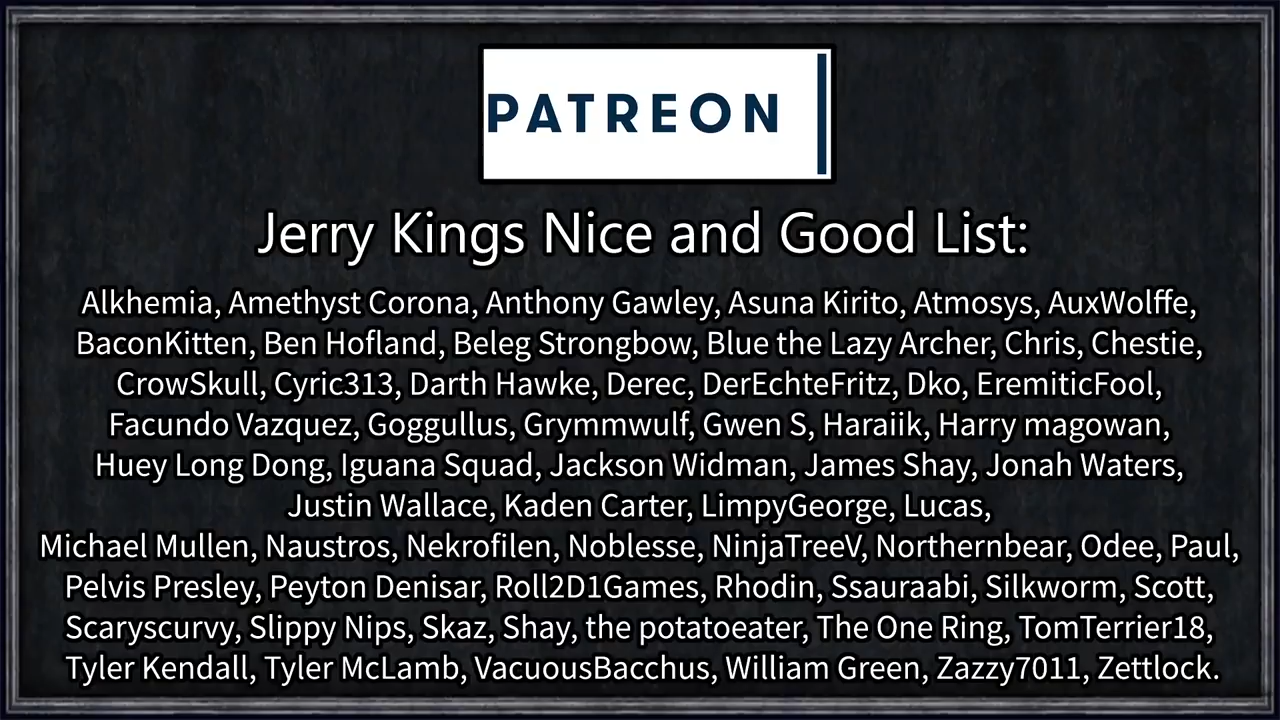 PATREON
Jerry Kings Nice and Good List:
Alkhemia, Amethyst Corona, Anthony Gawley, Asuna Kirito, Atmosys, AuxWolffe,
BaconKitten, Ben Hofland, Beleg Strongbow, Blue the Lazy Archer, Chris, Chestie,
CrowSkull, Cyric313, Darth Hawke, Derec, DerEchteFritz, Dko, EremiticFool,
Facundo Vazquez, Goggullus, Grymmwulf, Gwen S, Haraiik, Harry magowan,
Huey Long Dong, Iguana Squad, Jackson Widman, James Shay, Jonah Waters,
Justin Wallace, Kaden Carter, LimpyGeorge, Lucas,
Michael Mullen, Naustros, Nekrofilen, Noblesse, NinjaTreeV, Northernbear, Odee, Paul,
Pelvis Presley, Peyton Denisar, Roll2D1Games, Rhodin, Ssauraabi, Silkworm, Scott,
Scaryscurvy, Slippy Nips, Skaz, Shay, the potatoeater, The One Ring, TomTerrier18,
Tyler Kendall, Tyler McLamb, VacuousBacchus, William Green, Zazzy7011, Zettlock.